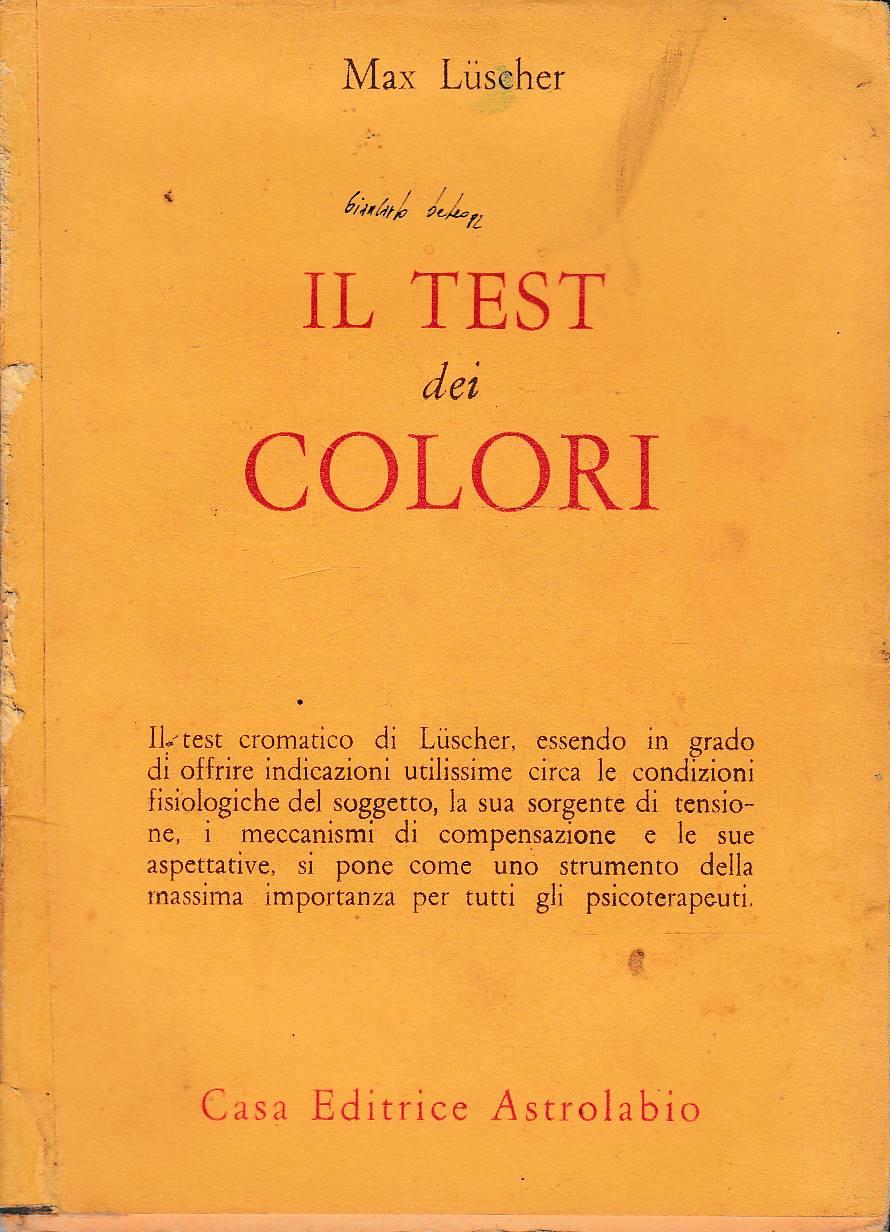 Max Lüscher
IL TEST
dei
COLORI
Il test cromatico di Lüscher, essendo in grado
di offrire indicazioni utilissime circa le condizioni
fisiologiche del soggetto, la sua sorgente di tensio-
ne, i meccanismi di compensazione e le sue
aspettative, si pone come uno strumento della
massima importanza per tutti gli psicoterapeuti.
Casa Editrice Astrolabio